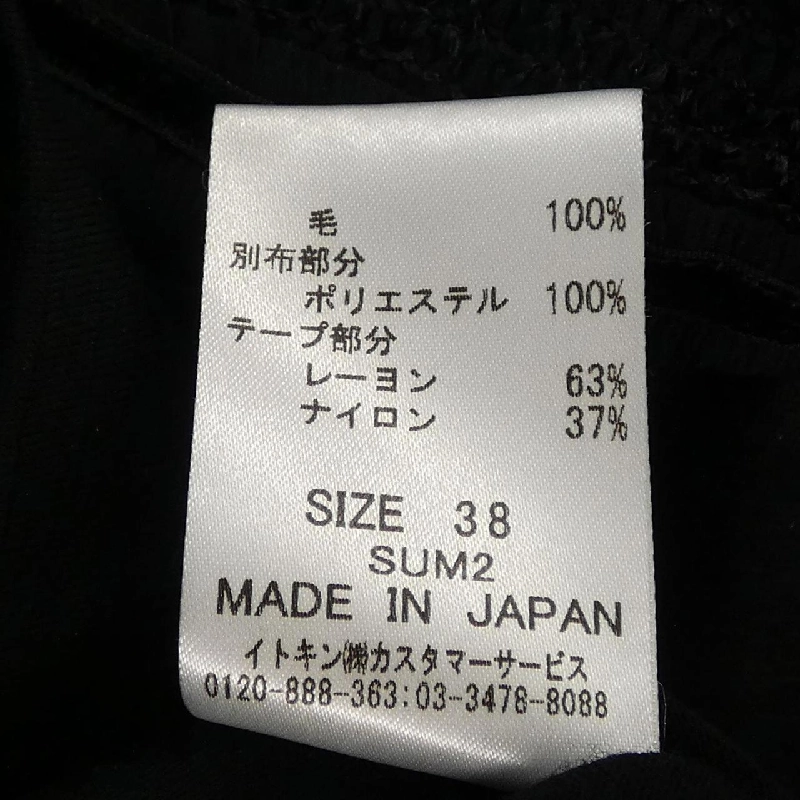 毛 100%
別布部分
ポリエステル 100%
テープ部分
レーヨン 63%
ナイロン 37%
SIZE 38
SUM2
MADE IN JAPAN
イトキン㈱カスタマーサービス
0120-888-363:03-3478-8088